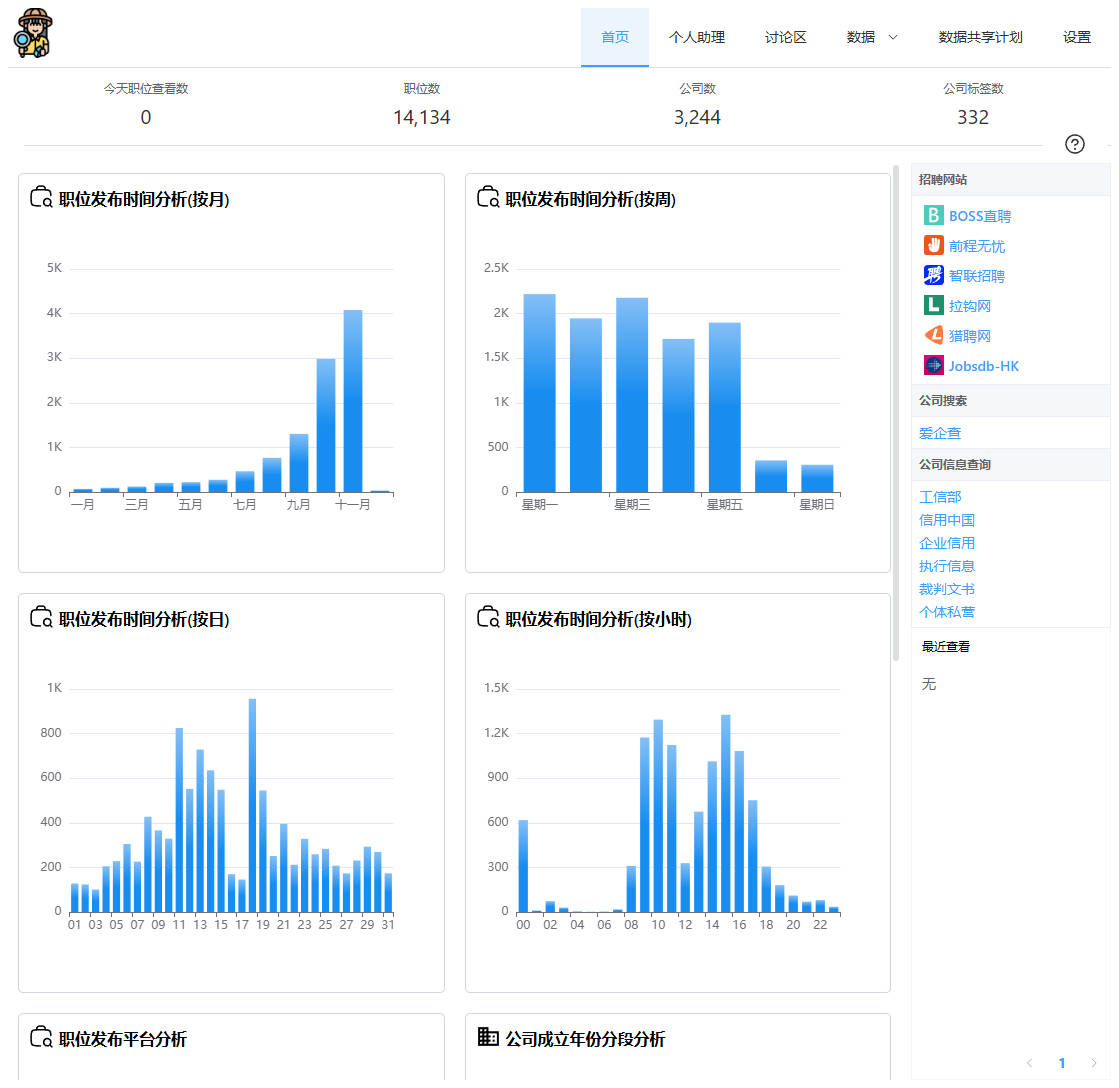 首页 个人助理 讨论区 数据 数据共享计划 设置
今天职位查看数 职位数 公司数 公司标签数
0 14,134 3,244 332
?
职位发布时间分析(按月)
5K
4K
3K
2K
1K
0
一月 三月 五月 七月 九月 十一月
职位发布时间分析(按周)
2.5K
2K
1.5K
1K
500
0
星期一 星期三 星期五 星期日
职位发布时间分析(按日)
1K
800
600
400
200
0
01 03 05 07 09 11 13 15 17 19 21 23 25 27 29 31
职位发布时间分析(按小时)
1.5K
1.2K
900
600
300
0
00 02 04 06 08 10 12 14 16 18 20 22
职位发布平台分析
公司成立年份分段分析
招聘网站
B BOSS直聘
前程无忧
聘 智联招聘
L 拉钩网
L 猎聘网
Jobsdb-HK
公司搜索
爱企查
公司信息查询
工信部
信用中国
企业信用
执行信息
裁判文书
个体私营
最近查看
无
1